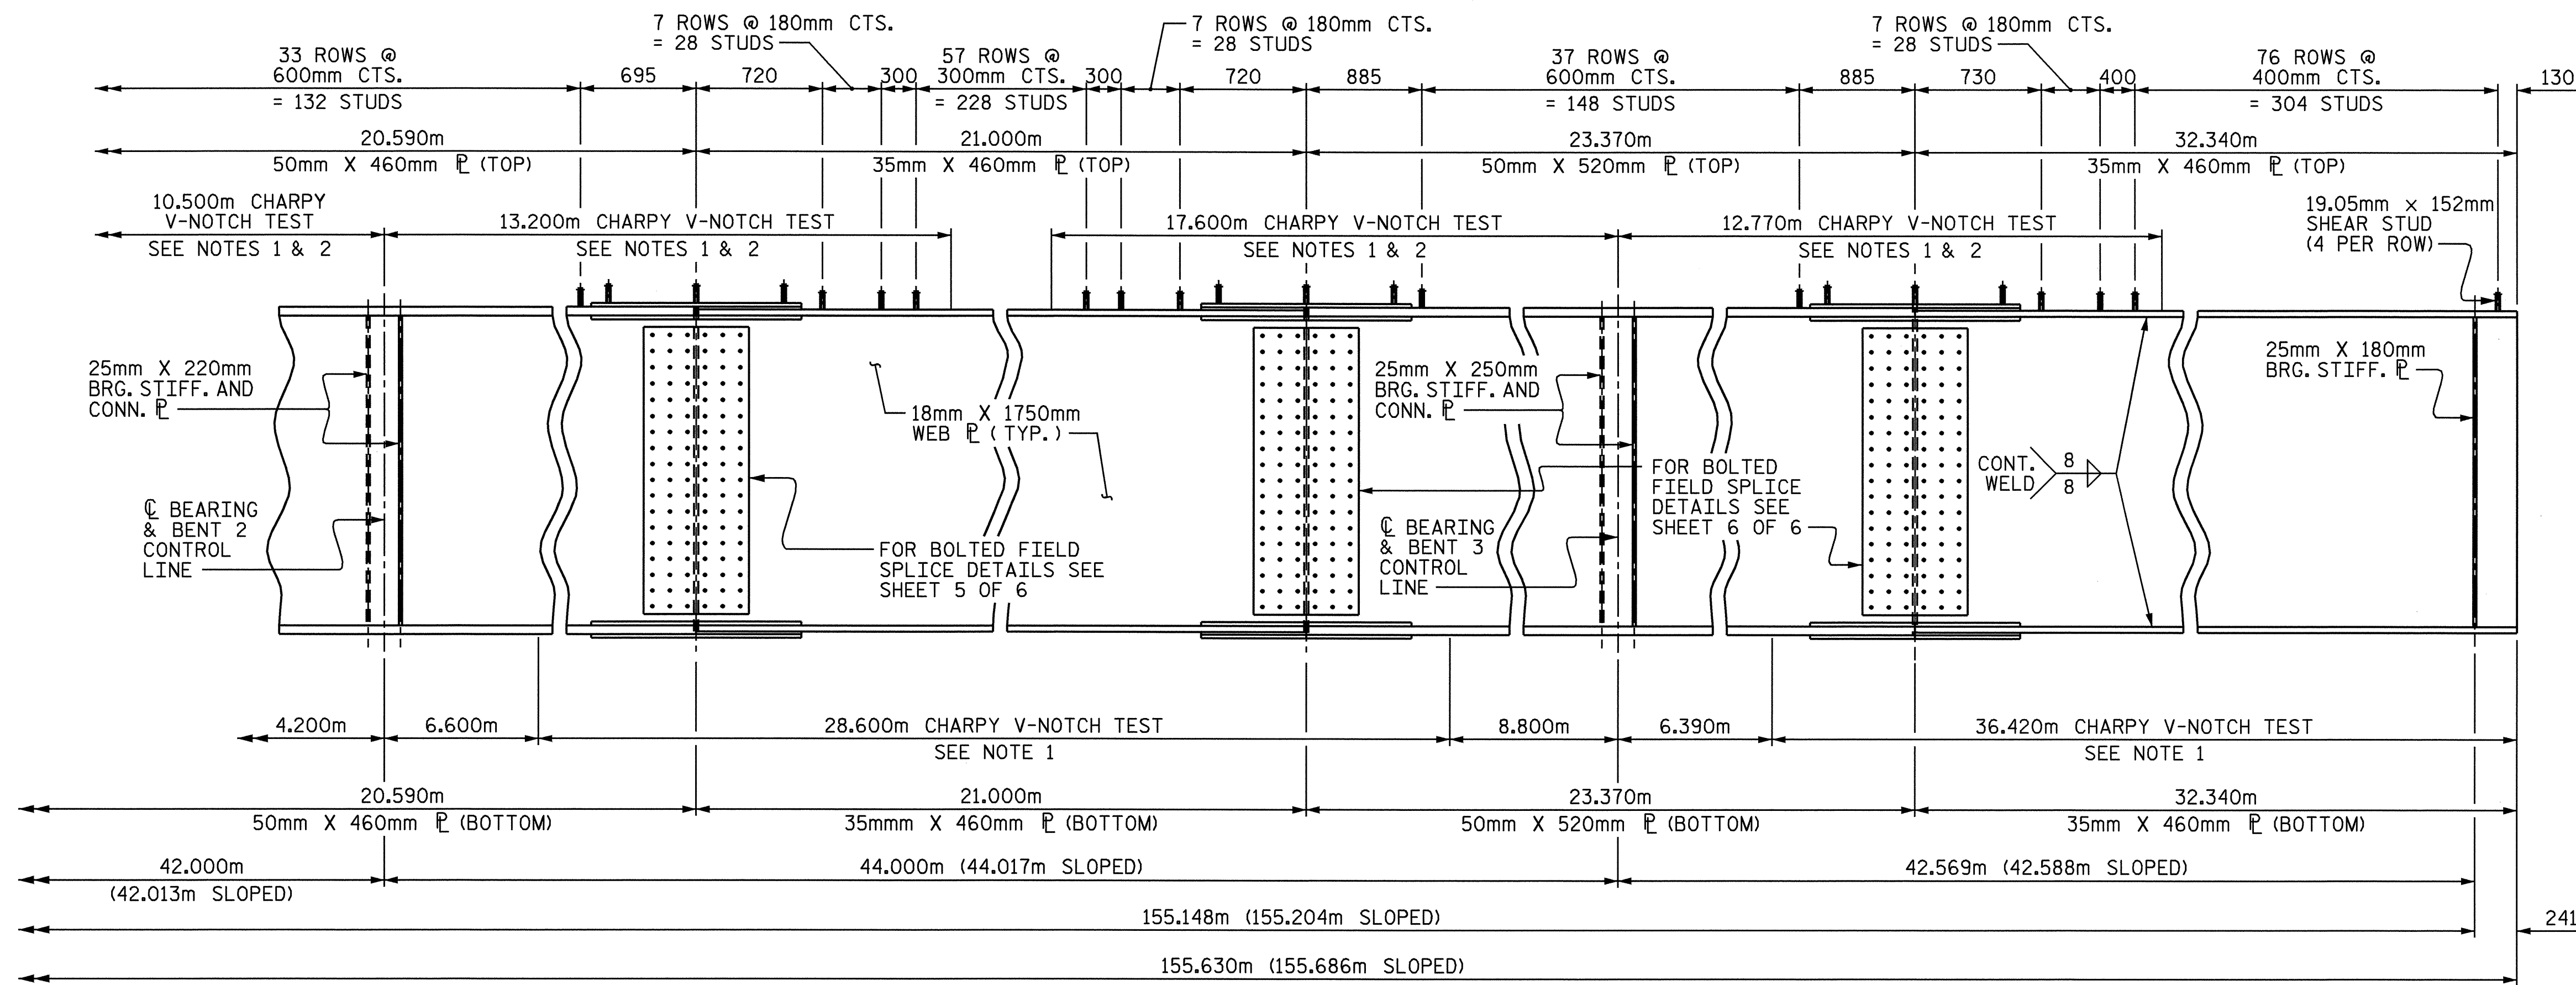 7 ROWS @ 180mm CTS.
= 28 STUDS
7 ROWS @ 180mm CTS.
= 28 STUDS
7 ROWS @ 180mm CTS.
= 28 STUDS
33 ROWS @
600mm CTS.
= 132 STUDS
695
720
300
57 ROWS @
300mm CTS.
= 228 STUDS
300
720
885
37 ROWS @
600mm CTS.
= 148 STUDS
885
730
400
76 ROWS @
400mm CTS.
= 304 STUDS
130
20.590m
50mm X 460mm ℄ (TOP)
21.000m
35mm X 460mm ℄ (TOP)
23.370m
50mm X 520mm ℄ (TOP)
32.340m
35mm X 460mm ℄ (TOP)
10.500m CHARPY
V-NOTCH TEST
SEE NOTES 1 & 2
13.200m CHARPY V-NOTCH TEST
SEE NOTES 1 & 2
17.600m CHARPY V-NOTCH TEST
SEE NOTES 1 & 2
12.770m CHARPY V-NOTCH TEST
SEE NOTES 1 & 2
19.05mm x 152mm
SHEAR STUD
(4 PER ROW)
25mm X 220mm
BRG. STIFF. AND
CONN. ℄
18mm X 1750mm
WEB ℄ (TYP.)
25mm X 250mm
BRG. STIFF. AND
CONN. ℄
25mm X 180mm
BRG. STIFF. ℄
℄ BEARING
& BENT 2
CONTROL
LINE
FOR BOLTED FIELD
SPLICE DETAILS SEE
SHEET 5 OF 6
℄ BEARING
& BENT 3
CONTROL
LINE
FOR BOLTED
FIELD SPLICE
DETAILS SEE
SHEET 6 OF 6
CONT.
WELD
8
8
4.200m
6.600m
28.600m CHARPY V-NOTCH TEST
SEE NOTE 1
8.800m
6.390m
36.420m CHARPY V-NOTCH TEST
SEE NOTE 1
20.590m
50mm X 460mm ℄ (BOTTOM)
21.000m
35mmm X 460mm ℄ (BOTTOM)
23.370m
50mm X 520mm ℄ (BOTTOM)
32.340m
35mm X 460mm ℄ (BOTTOM)
42.000m
(42.013m SLOPED)
44.000m (44.017m SLOPED)
42.569m (42.588m SLOPED)
155.148m (155.204m SLOPED)
241
155.630m (155.686m SLOPED)